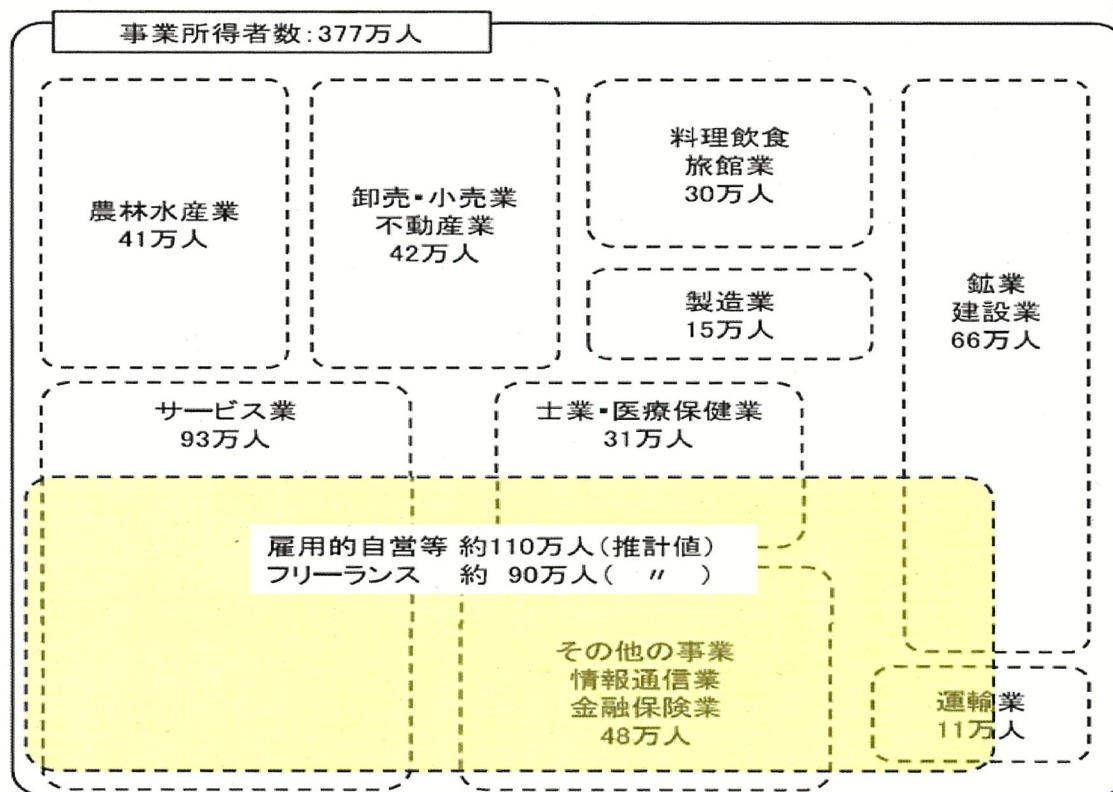 事業所得者数：377万人
農林水産業
41万人
卸売・小売業
不動産業
42万人
料理飲食
旅館業
30万人
製造業
15万人
鉱業
建設業
66万人
サービス業
93万人
士業・医療保健業
31万人
雇用的自営等 約110万人（推計値）
フリーランス 約 90万人（ 〃 ）
その他の事業
情報通信業
金融保険業
48万人
運輸業
11万人